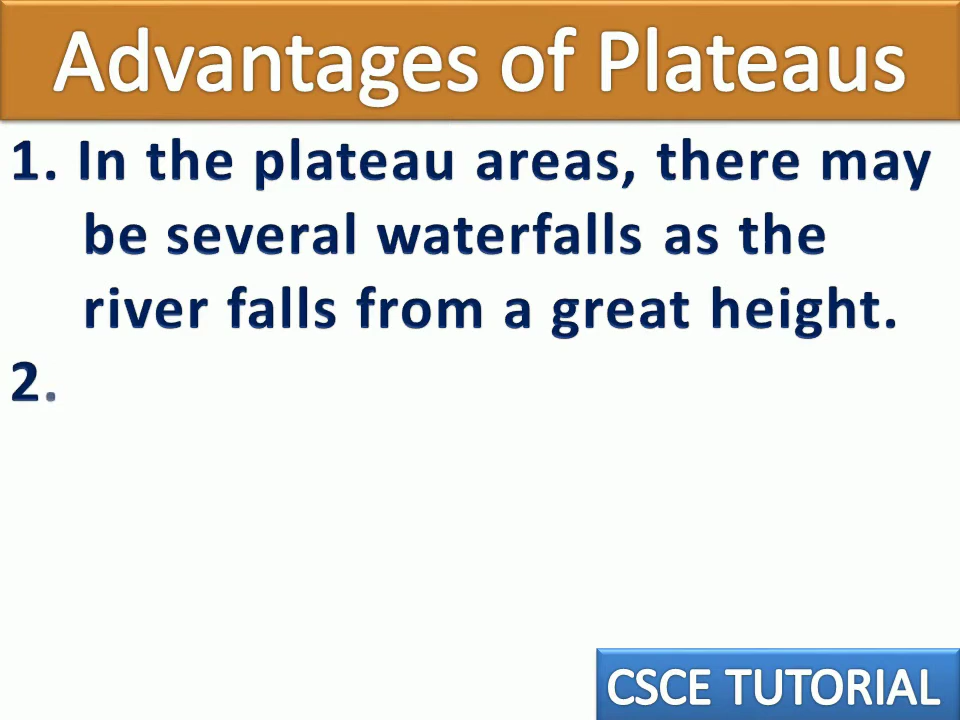 Advantages of Plateaus
1. In the plateau areas, there may
be several waterfalls as the
river falls from a great height.
2.
CSCE TUTORIAL